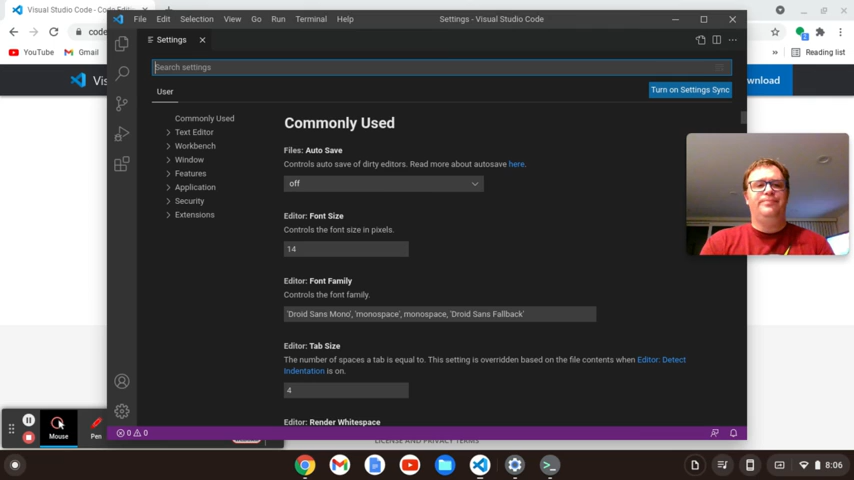 code.
YouTube
Gmail
Reading list
Vis
wnload
File Edit Selection View Go Run Terminal Help
Settings - Visual Studio Code
Settings
Search settings
User
Turn on Settings Sync
Commonly Used
Text Editor
Workbench
Window
Features
Application
Security
Extensions
Commonly Used
Files: Auto Save
Controls auto save of dirty editors. Read more about autosave here.
off
Editor: Font Size
Controls the font size in pixels.
14
Editor: Font Family
Controls the font family.
'Droid Sans Mono', 'monospace', monospace, 'Droid Sans Fallback'
Editor: Tab Size
The number of spaces a tab is equal to. This setting is overridden based on the file contents when Editor: Detect
Indentation is on.
4
Editor: Render Whitespace
Mouse
Pen
0 0
LICENSE AND PRIVACY TERMS
8:06